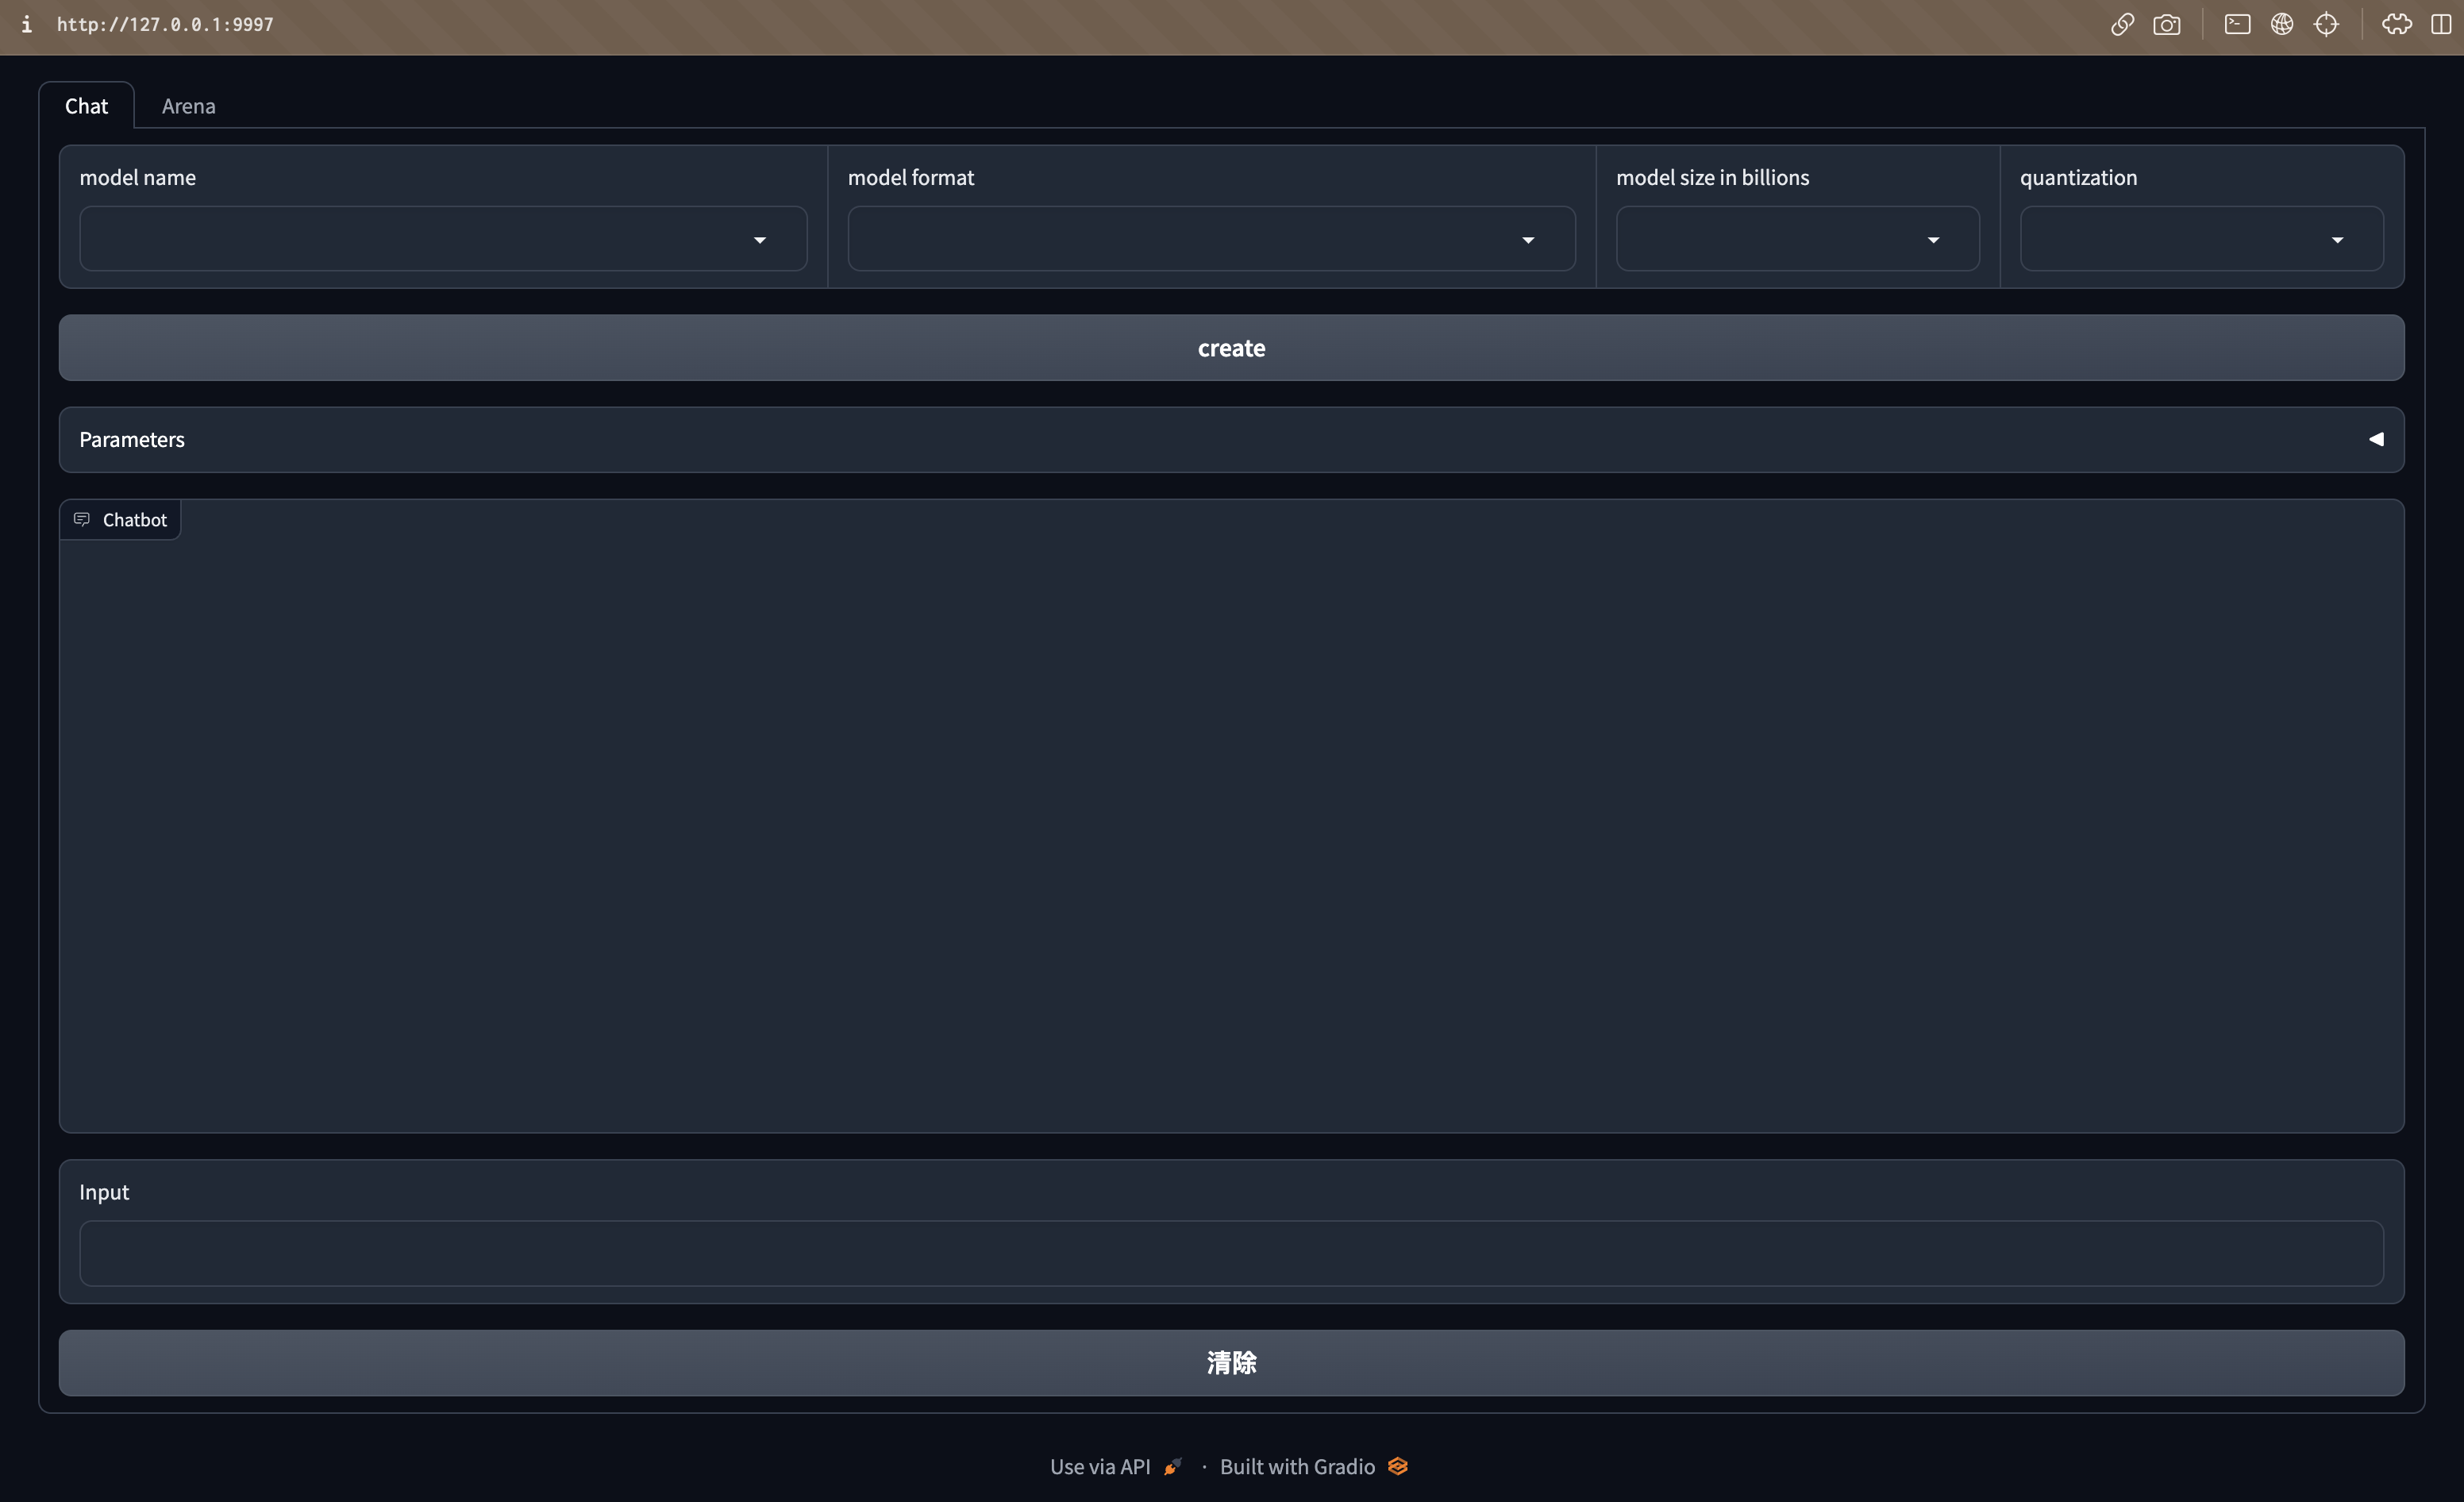 http://127.0.0.1:9997
Chat Arena
model name model format model size in billions quantization
create
Parameters
Chatbot
Input
清除
Use via API · Built with Gradio